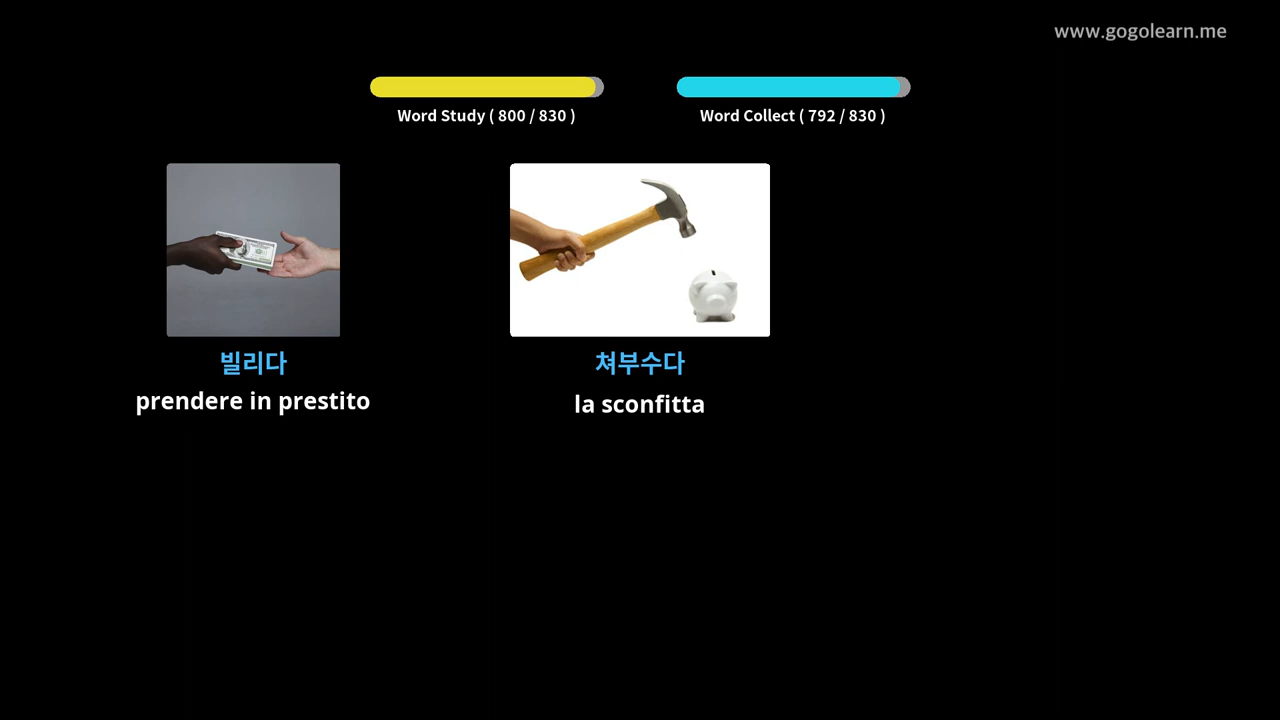 www.gogolearn.me
Word Study ( 800 / 830 )
Word Collect ( 792 / 830 )
빌리다
prendere in prestito
쳐부수다
la sconfitta